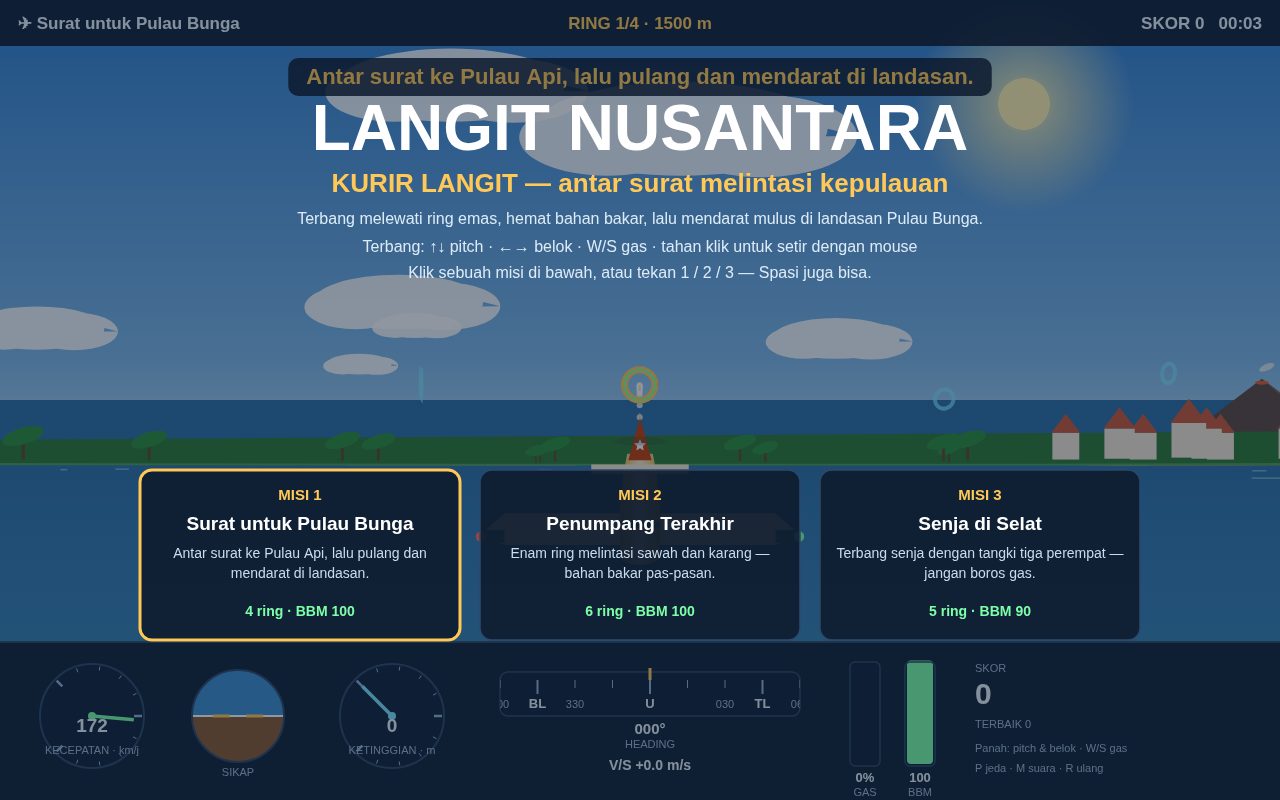 ✈ Surat untuk Pulau Bunga
RING 1/4 · 1500 m
SKOR 0 00:03
Antar surat ke Pulau Api, lalu pulang dan mendarat di landasan.
LANGIT NUSANTARA
KURIR LANGIT — antar surat melintasi kepulauan
Terbang melewati ring emas, hemat bahan bakar, lalu mendarat mulus di landasan Pulau Bunga.
Terbang: ↑↓ pitch · ←→ belok · W/S gas · tahan klik untuk setir dengan mouse
Klik sebuah misi di bawah, atau tekan 1 / 2 / 3 — Spasi juga bisa.
MISI 1
Surat untuk Pulau Bunga
Antar surat ke Pulau Api, lalu pulang dan
mendarat di landasan.
4 ring · BBM 100
MISI 2
Penumpang Terakhir
Enam ring melintasi sawah dan karang —
bahan bakar pas-pasan.
6 ring · BBM 100
MISI 3
Senja di Selat
Terbang senja dengan tangki tiga perempat —
jangan boros gas.
5 ring · BBM 90
172
KECEPATAN · km/j
SIKAP
0
KETINGGIAN · m
BL 330 U 030 TL
000°
HEADING
V/S +0.0 m/s
0%
GAS
100
BBM
SKOR
0
TERBAIK 0
Panah: pitch & belok · W/S gas
P jeda · M suara · R ulang